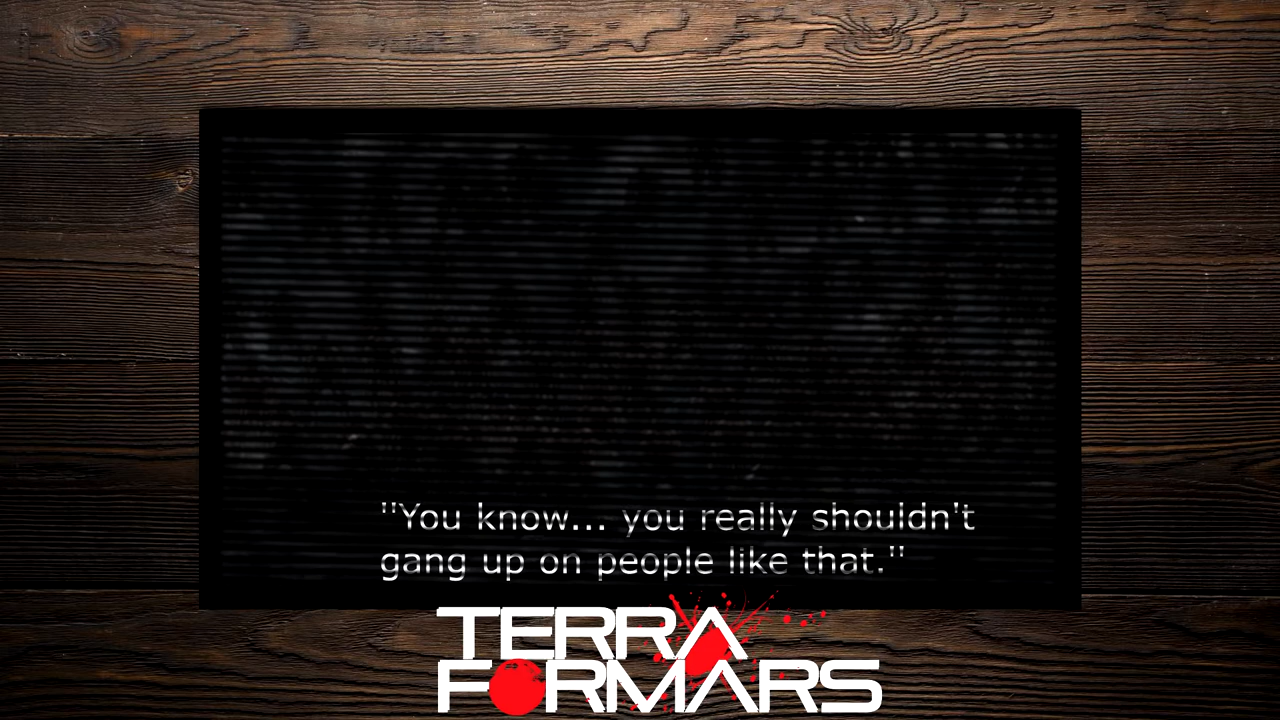 "You know... you really shouldn't
gang up on people like that."
TERRA
FORMARS